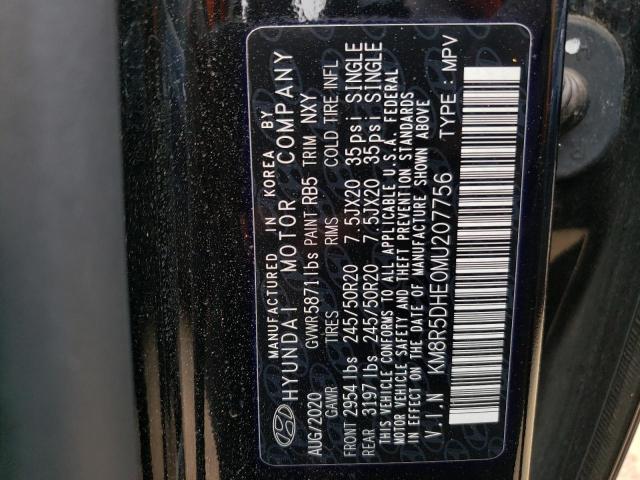 MANUFACTURED IN KOREA BY
HYUNDAI MOTOR COMPANY
AUG/2020 GVWR 5871 lbs PAINT RB5 TRIM NXY
GAWR TIRES RIMS COLD TIRE INFL
FRONT 2954 lbs 245/50R20 7.5JX20 35psi SINGLE
REAR 3197 lbs 245/50R20 7.5JX20 35psi SINGLE
THIS VEHICLE CONFORMS TO ALL APPLICABLE U.S.A. FEDERAL
MOTOR VEHICLE SAFETY AND THEFT PREVENTION STANDARDS
IN EFFECT ON THE DATE OF MANUFACTURE SHOWN ABOVE
V.I.N KM8R5DHE0MU207756 TYPE : MPV